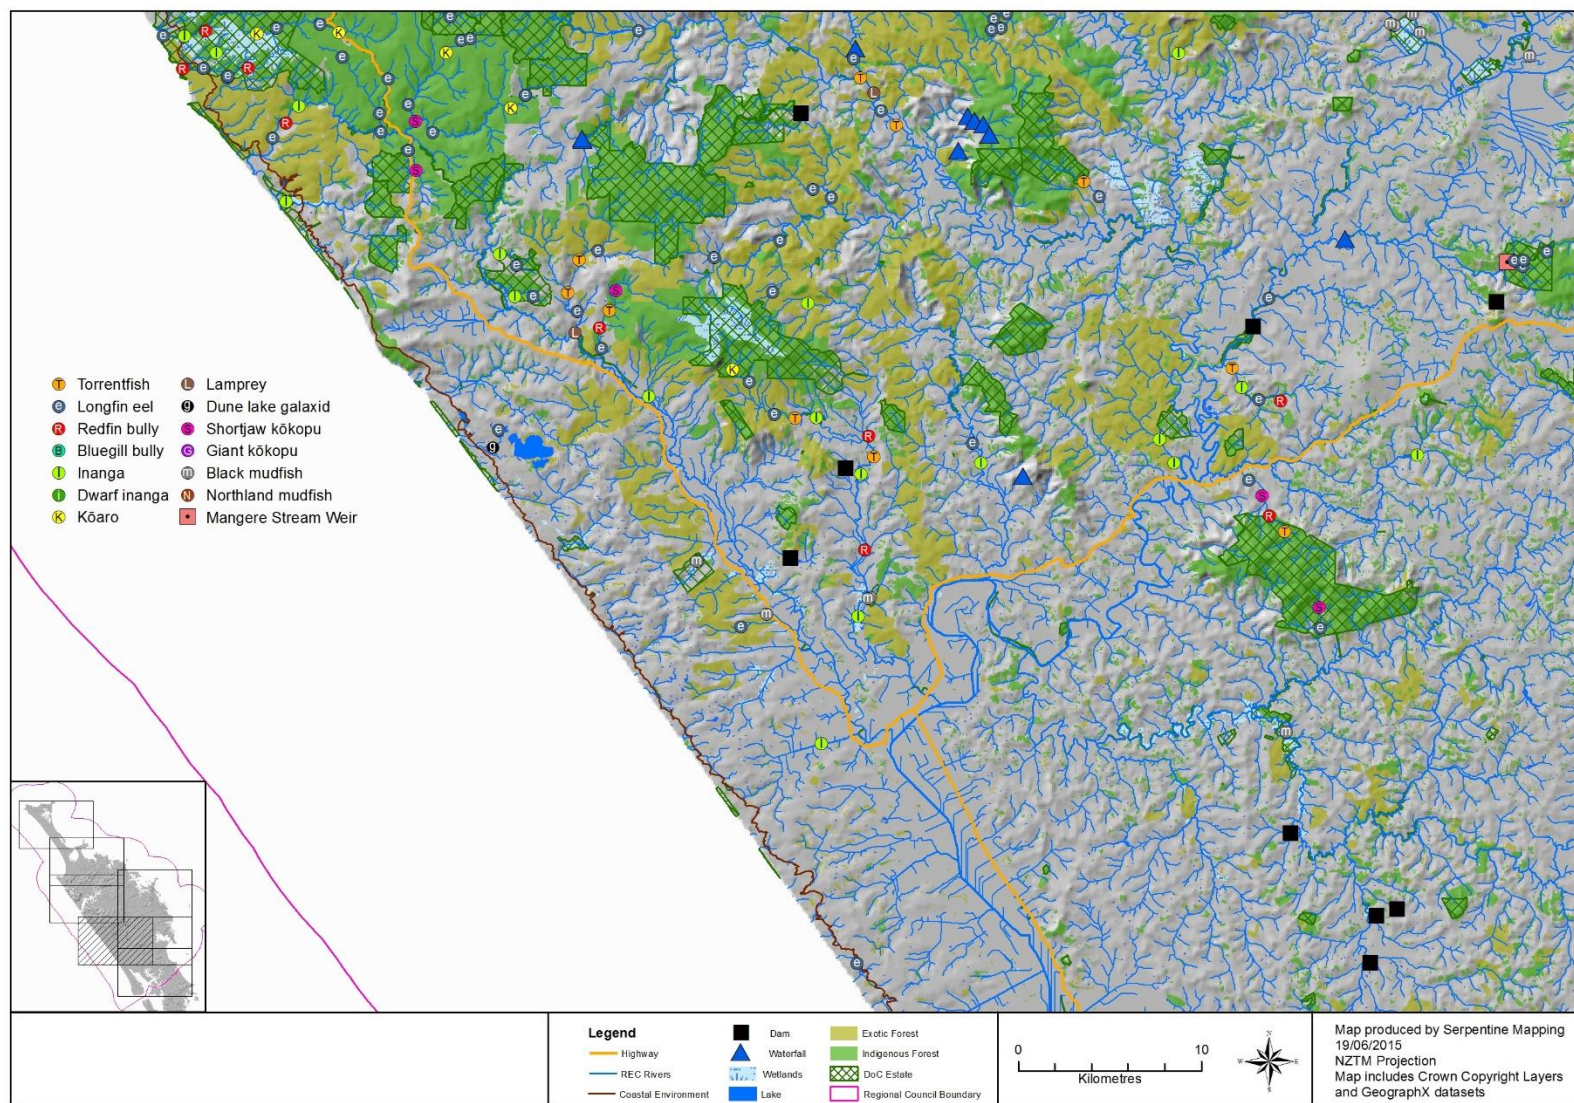 Torrentfish
Longfin eel
Redfin bully
Bluegill bully
Inanga
Dwarf inanga
Kōaro
Lamprey
Dune lake galaxid
Shortjaw kōkopu
Giant kōkopu
Black mudfish
Northland mudfish
Mangere Stream Weir
Legend
Highway
REC Rivers
Coastal Environment
Dam
Waterfall
Wetlands
Lake
Exotic Forest
Indigenous Forest
DoC Estate
Regional Council Boundary
0 10
Kilometres
N
W E
S
Map produced by Serpentine Mapping
19/06/2015
NZTM Projection
Map includes Crown Copyright Layers
and GeographX datasets